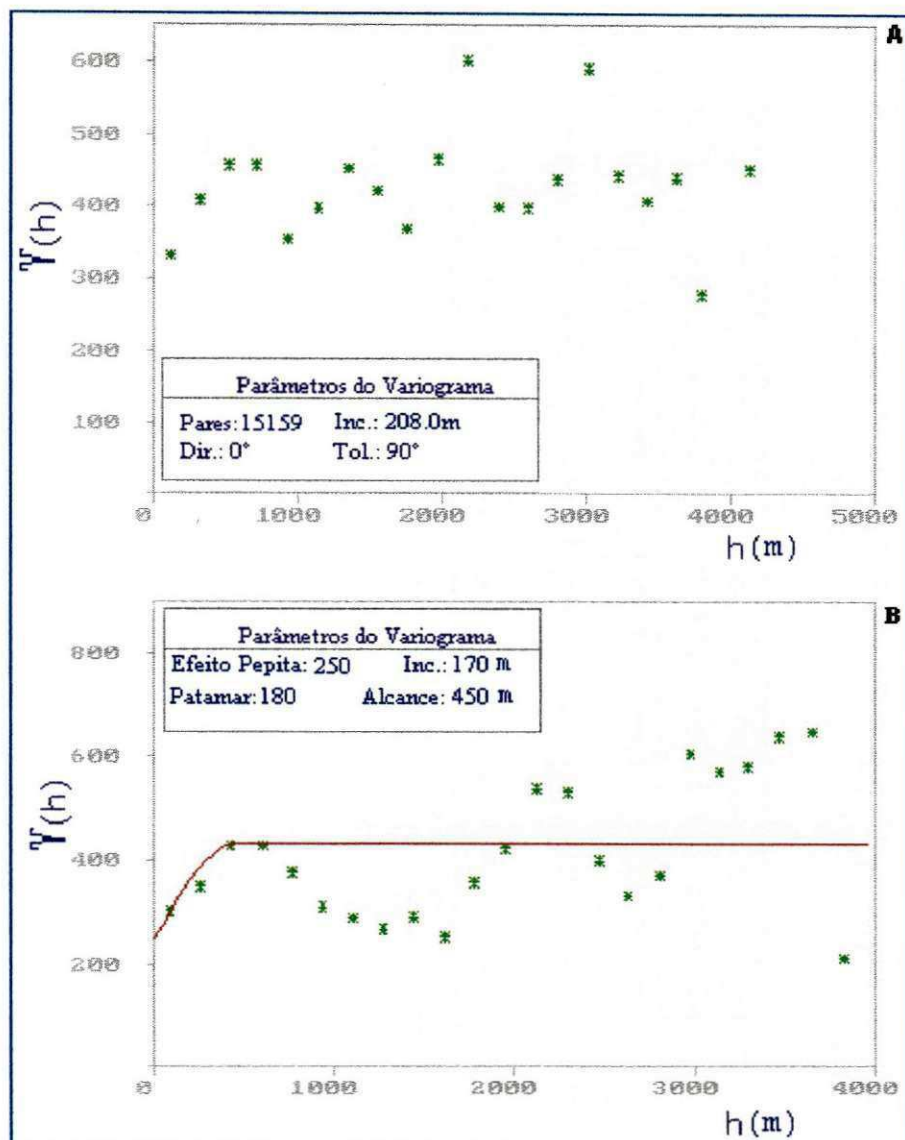 A
600
500
400
300
200
100
γ(h)
Parâmetros do Variograma
Pares:15159 Inc.: 208.0m
Dir.: 0° Tol.: 90°
0 1000 2000 3000 4000 5000
h(m)
B
800
600
400
200
γ(h)
Parâmetros do Variograma
Efeito Pepita: 250 Inc.: 170 m
Patamar: 180 Alcance: 450 m
0 1000 2000 3000 4000
h(m)